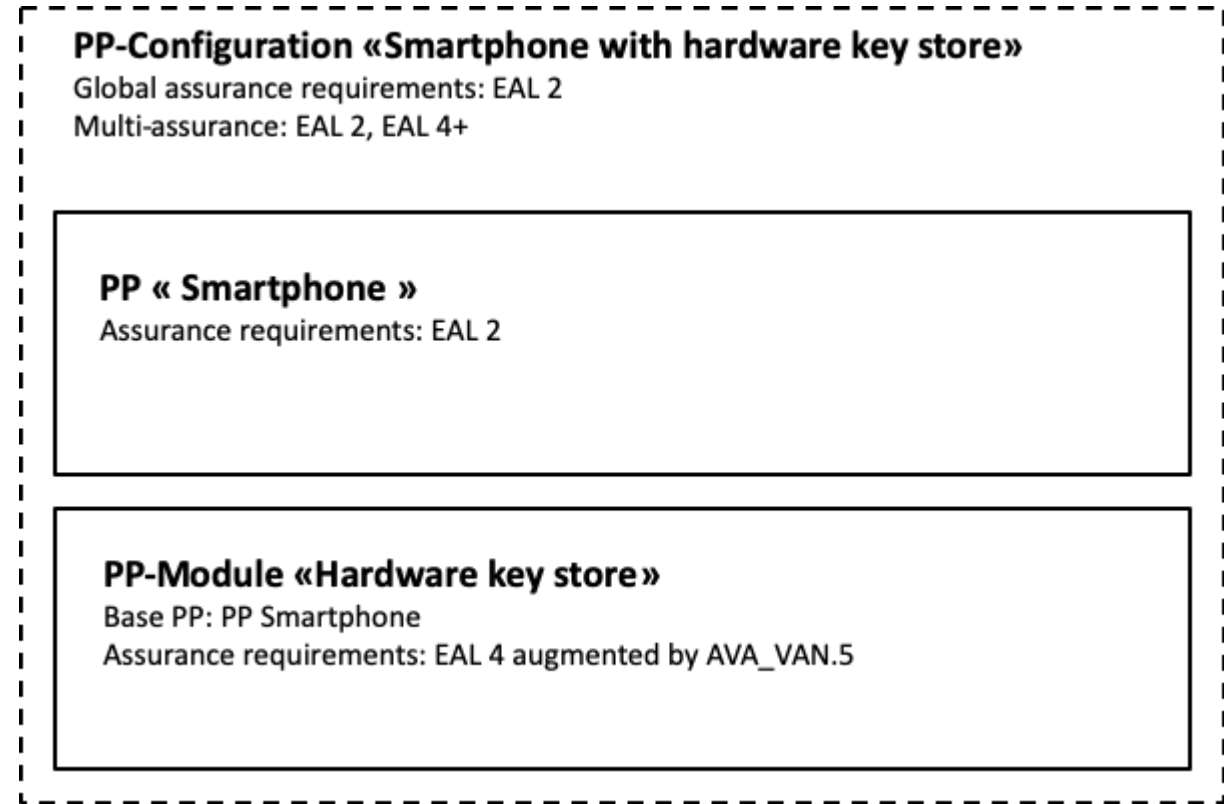 PP-Configuration «Smartphone with hardware key store»
Global assurance requirements: EAL 2
Multi-assurance: EAL 2, EAL 4+
PP « Smartphone »
Assurance requirements: EAL 2
PP-Module «Hardware key store»
Base PP: PP Smartphone
Assurance requirements: EAL 4 augmented by AVA_VAN.5